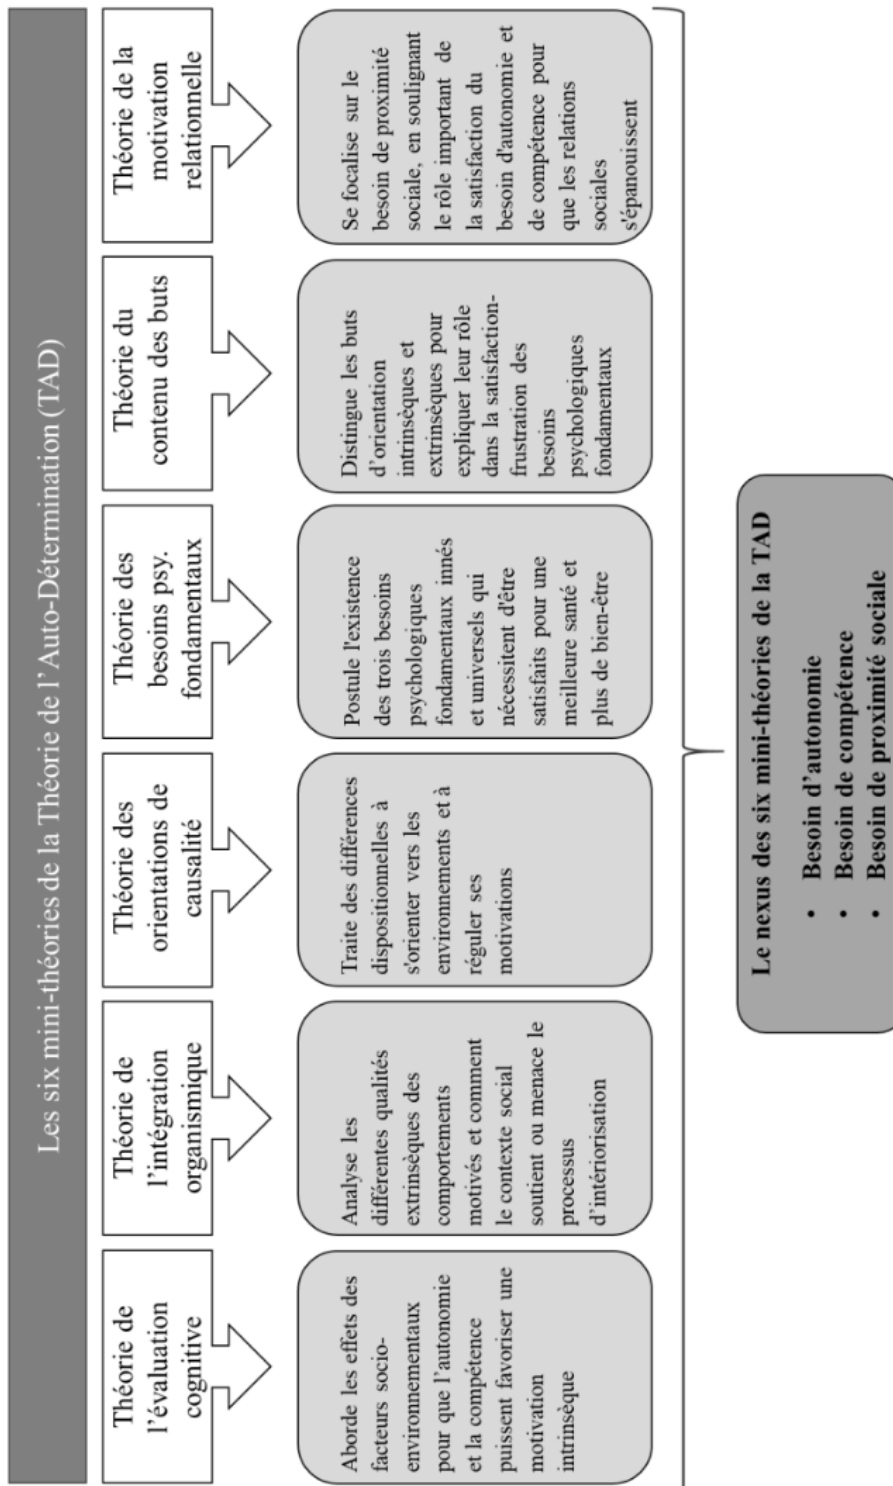 Les six mini-théories de la Théorie de l'Auto-Détermination (TAD)
Théorie de
l'évaluation
cognitive
Aborde les effets des
facteurs socio-
environnementaux
pour que l'autonomie
et la compétence
puissent favoriser une
motivation
intrinsèque
Théorie de
l'intégration
organismique
Analyse les
différentes qualités
extrinsèques des
comportements
motivés et comment
le contexte social
soutient ou menace le
processus
d'intériorisation
Théorie des
orientations de
causalité
Traite des différences
dispositionnelles à
s'orienter vers les
environnements et à
réguler ses
motivations
Théorie des
besoins psy.
fondamentaux
Postule l'existence
des trois besoins
psychologiques
fondamentaux innés
et universels qui
nécessitent d'être
satisfaits pour une
meilleure santé et
plus de bien-être
Théorie du
contenu des buts
Distingue les buts
d'orientation
intrinsèques et
extrinsèques pour
expliquer leur rôle
dans la satisfaction-
frustration des
besoins
psychologiques
fondamentaux
Théorie de la
motivation
relationnelle
Se focalise sur le
besoin de proximité
sociale, en soulignant
le rôle important de
la satisfaction du
besoin d'autonomie et
de compétence pour
que les relations
sociales
s'épanouissent
Le nexus des six mini-théories de la TAD
• Besoin d'autonomie
• Besoin de compétence
• Besoin de proximité sociale